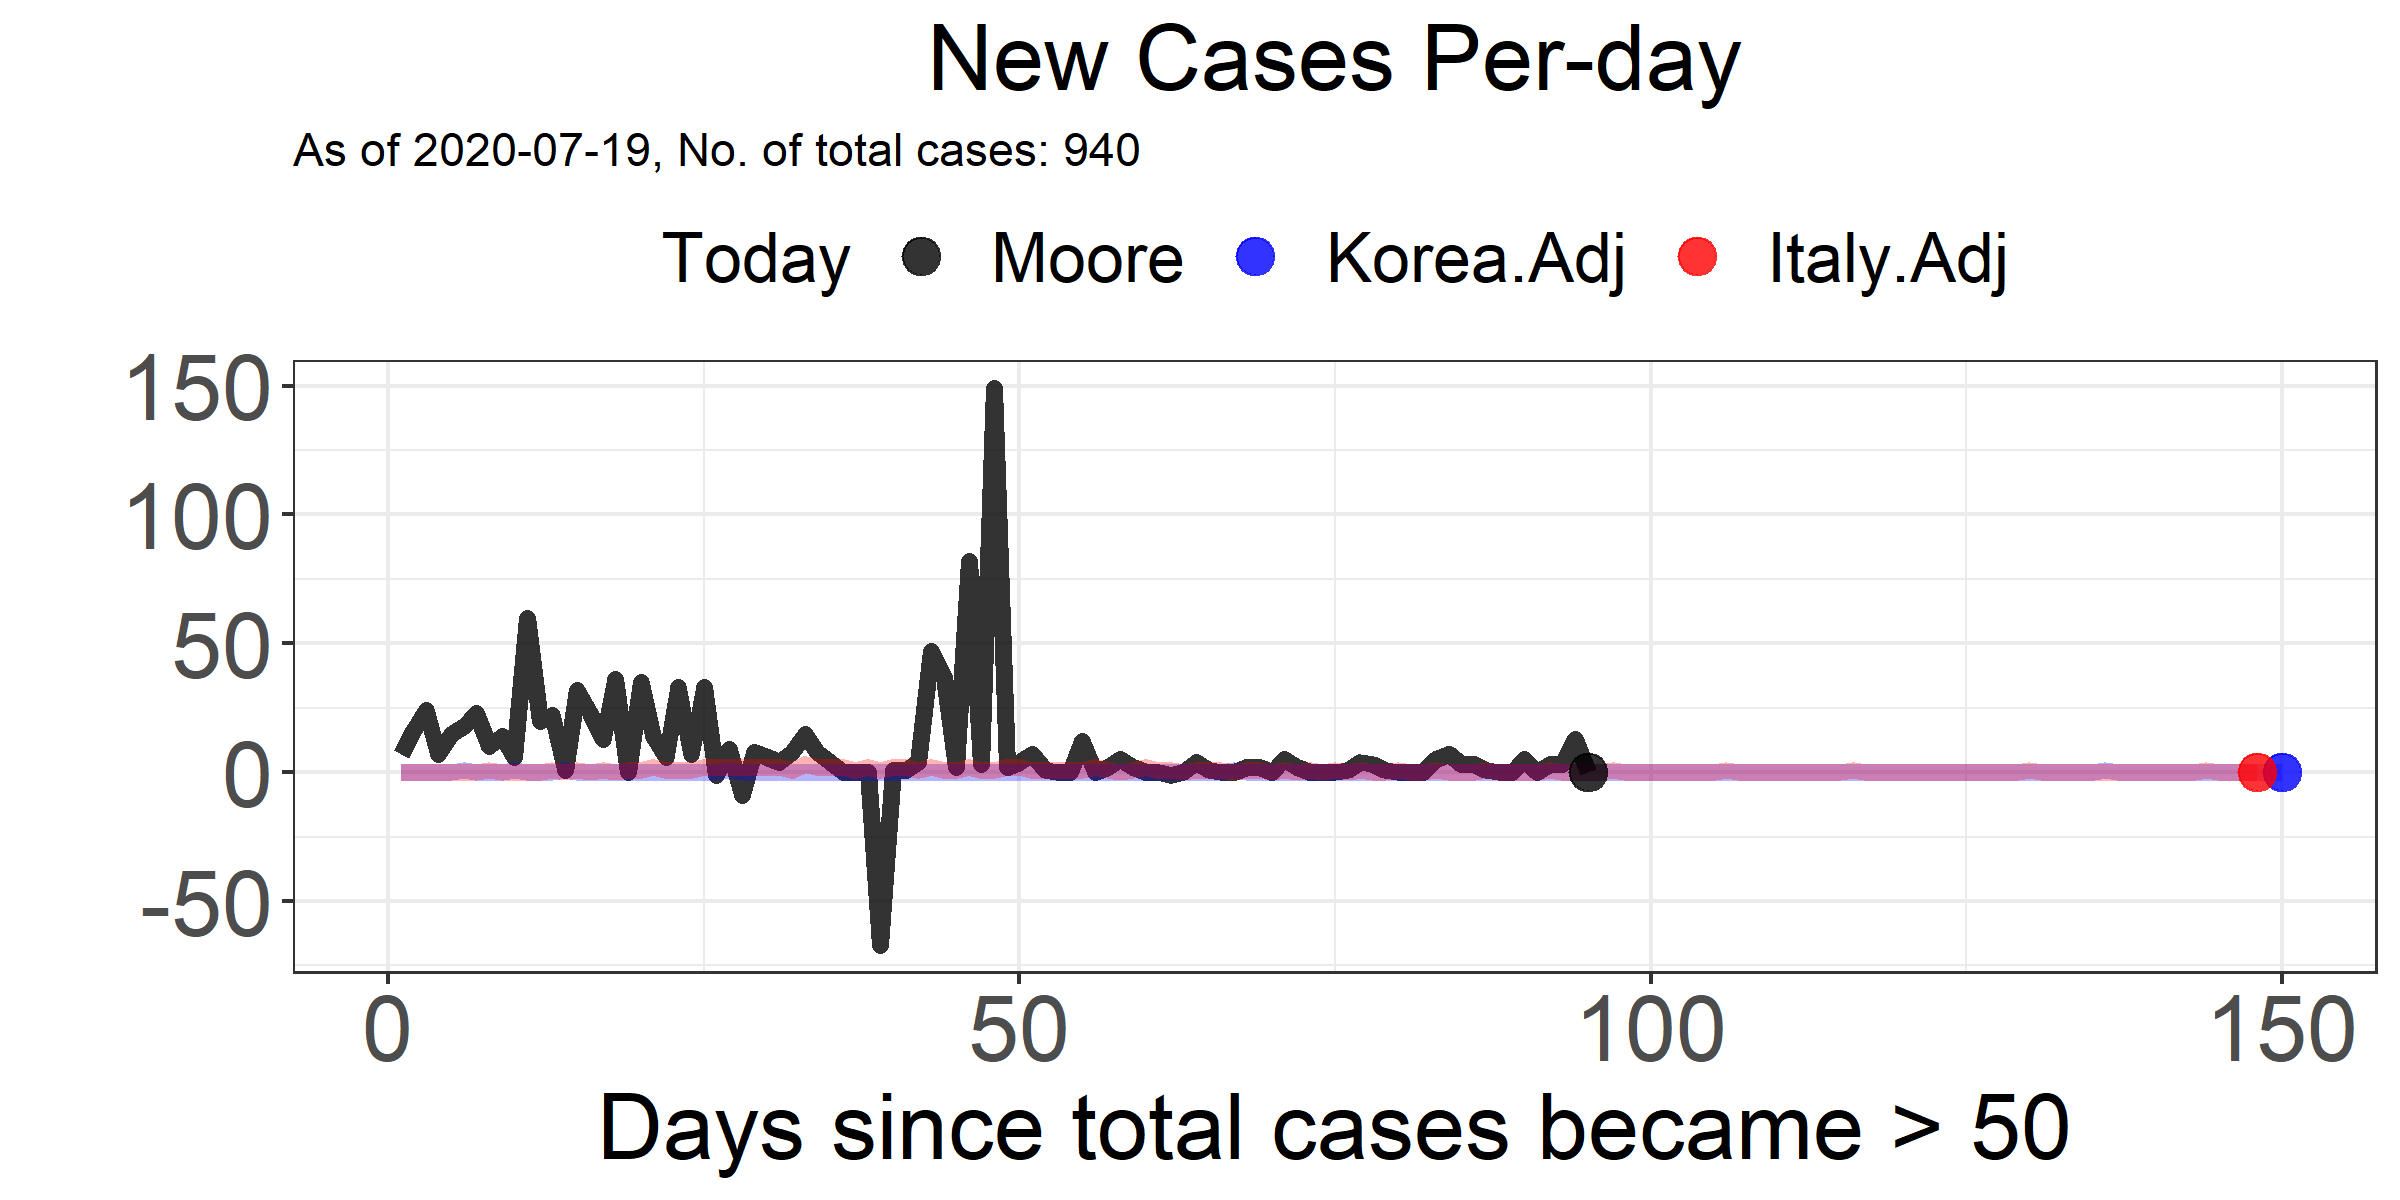 New Cases Per-day
As of 2020-07-19, No. of total cases: 940
Today Moore Korea.Adj Italy.Adj
150
100
50
0
-50
0 50 100 150
Days since total cases became > 50